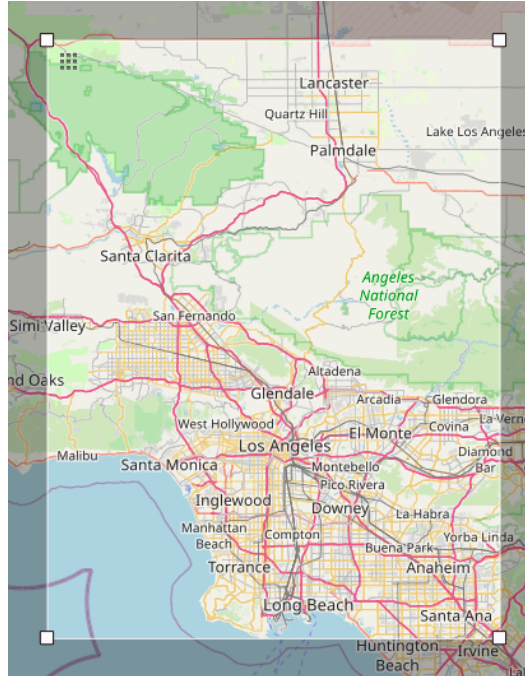 Lancaster
Quartz Hill
Lake Los Angeles
Palmdale
Santa Clarita
Angeles
National
Forest
San Fernando
Simi Valley
Altadena
nd Oaks
Glendale
Arcadia
Glendora
West Hollywood
La Verne
Covina
El Monte
Los Angeles
Malibu
Santa Monica
Montebello
Diamond
Bar
Pico Rivera
Inglewood
Downey
La Habra
Manhattan
Beach
Compton
Yorba Linda
Buena Park
Torrance
Anaheim
Long Beach
Santa Ana
Huntington
Beach
Irvine
La